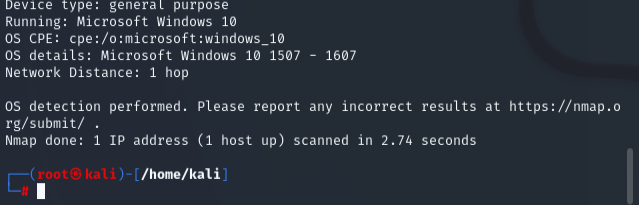 Device type: general purpose
Running: Microsoft Windows 10
OS CPE: cpe:/o:microsoft:windows_10
OS details: Microsoft Windows 10 1507 - 1607
Network Distance: 1 hop
OS detection performed. Please report any incorrect results at https://nmap.o
rg/submit/ .
Nmap done: 1 IP address (1 host up) scanned in 2.74 seconds
┌──(root㉿kali)-[/home/kali]
└─#